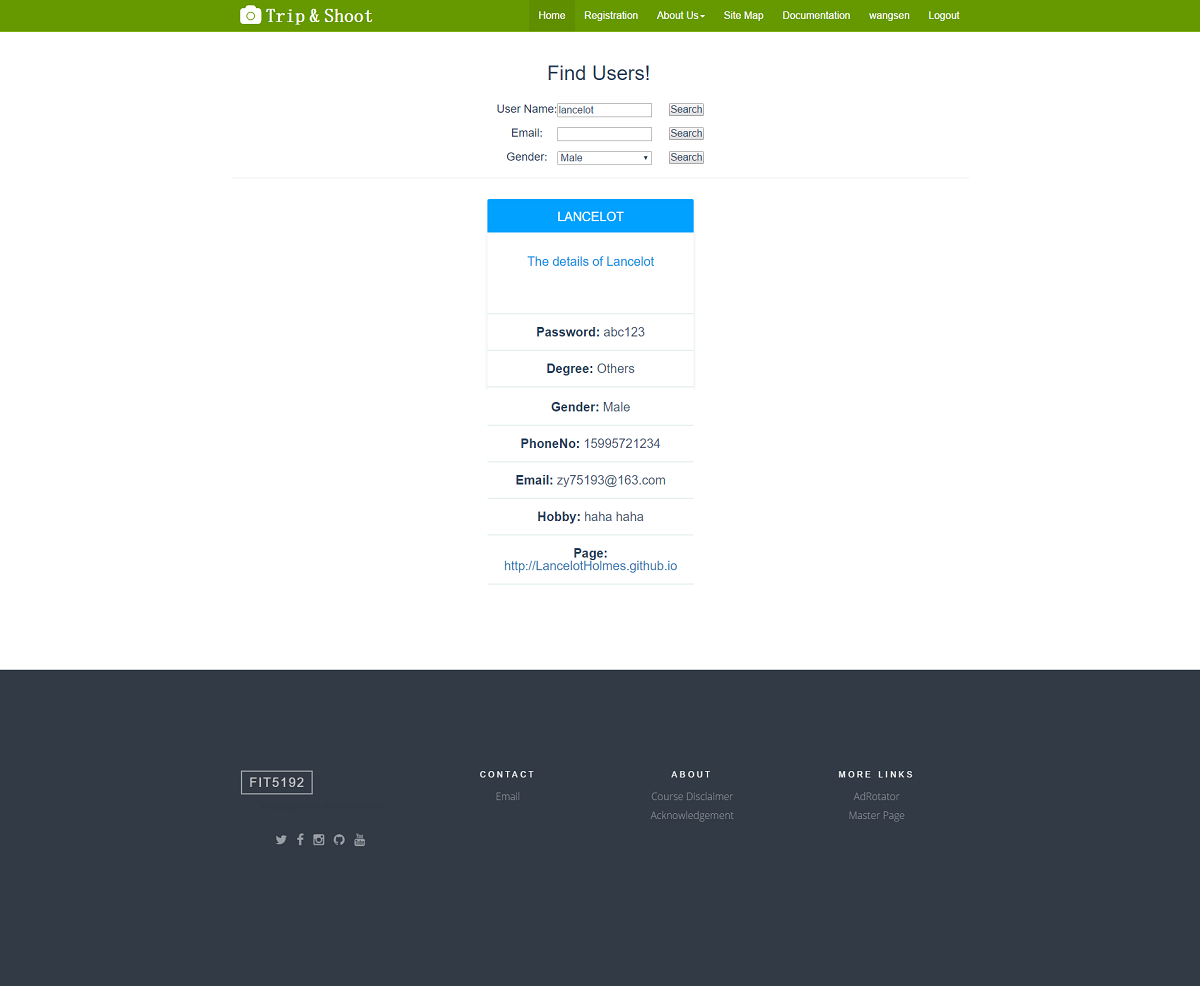 Trip & Shoot Home Registration About Us Site Map Documentation wangsen Logout
Find Users!
User Name: lancelot Search
Email: Search
Gender: Male Search
LANCELOT
The details of Lancelot
Password: abc123
Degree: Others
Gender: Male
PhoneNo: 15995721234
Email: zy75193@163.com
Hobby: haha haha
Page:
http://LancelotHolmes.github.io
FIT5192
CONTACT
Email
ABOUT
Course Disclaimer
Acknowledgement
MORE LINKS
AdRotator
Master Page